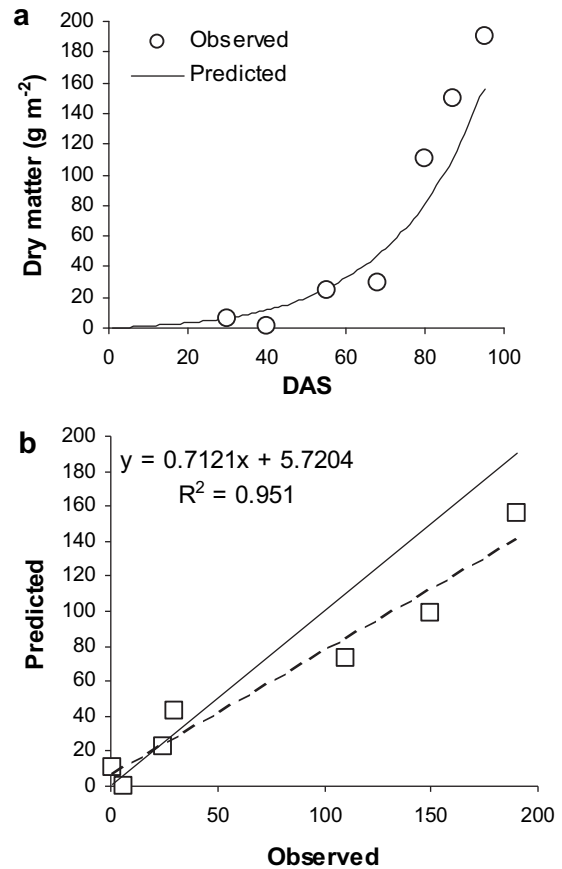 a
200
180
160
140
120
100
80
60
40
20
0
Dry matter (g m⁻²)
Observed
Predicted
0 20 40 60 80 100
DAS
b
200
180
160
140
120
100
80
60
40
20
0
Predicted
y = 0.7121x + 5.7204
R² = 0.951
0 50 100 150 200
Observed